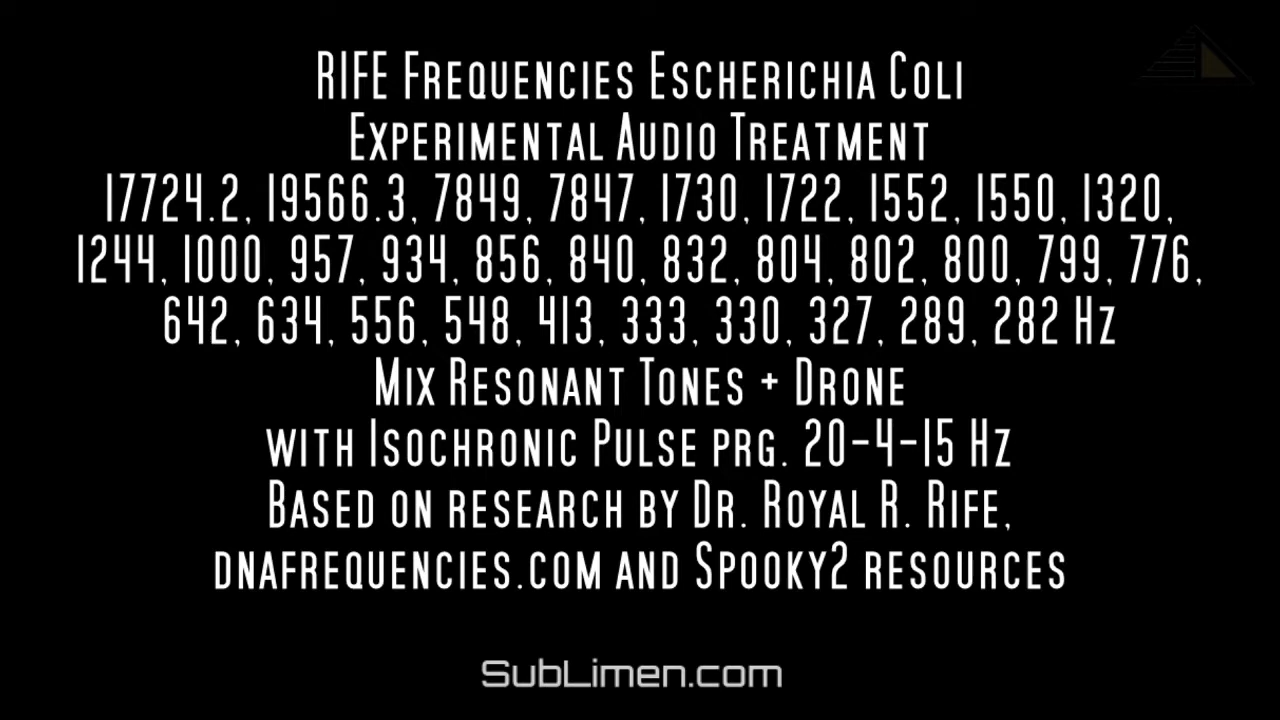 RIFE Frequencies Escherichia Coli
Experimental Audio Treatment
17724.2, 19566.3, 7849, 7847, 1730, 1722, 1552, 1550, 1320,
1244, 1000, 957, 934, 856, 840, 832, 804, 802, 800, 799, 776,
642, 634, 556, 548, 413, 333, 330, 327, 289, 282 Hz
Mix Resonant Tones + Drone
with Isochronic Pulse prg. 20-4-15 Hz
Based on research by Dr. Royal R. Rife,
dnafrequencies.com and Spooky2 resources
SubLimen.com